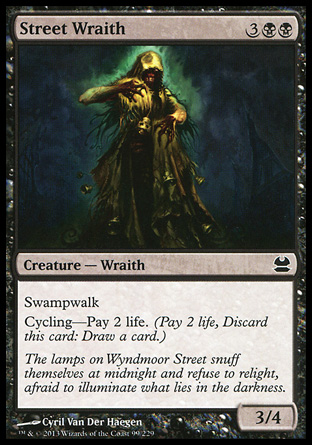 Street Wraith 3
Creature — Wraith
Swampwalk
Cycling—Pay 2 life. (Pay 2 life, Discard
this card: Draw a card.)
The lamps on Wyndmoor Street snuff
themselves at midnight and refuse to relight,
afraid to illuminate what lies in the darkness.
Cyril Van Der Haegen
™ & © 2013 Wizards of the Coast 99/229
3/4